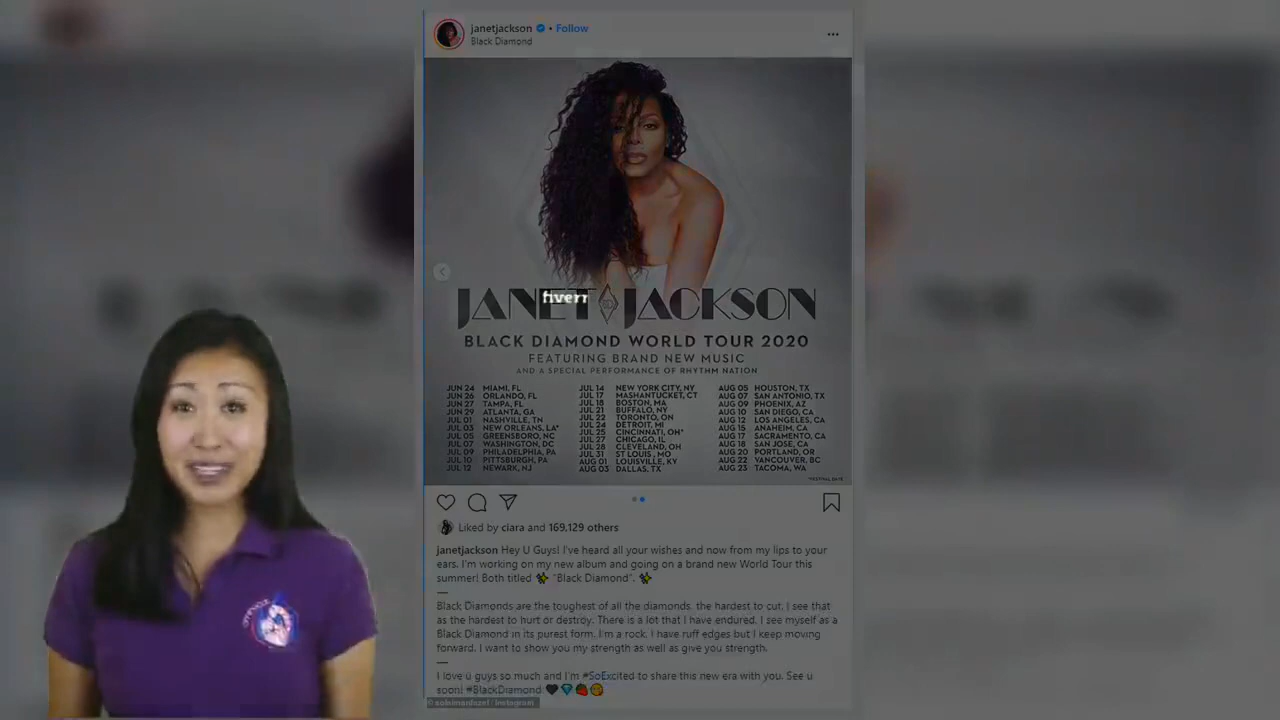 janetjackson • Follow
Black Diamond
JANET JACKSON
fiverr
BLACK DIAMOND WORLD TOUR 2020
FEATURING BRAND NEW MUSIC
AND A SPECIAL PERFORMANCE OF RHYTHM NATION
JUN 24 MIAMI, FL
JUN 26 ORLANDO, FL
JUN 27 TAMPA, FL
JUN 29 ATLANTA, GA
JUL 01 NASHVILLE, TN
JUL 03 NEW ORLEANS, LA*
JUL 05 GREENSBORO, NC
JUL 07 WASHINGTON, DC
JUL 09 PHILADELPHIA, PA
JUL 10 PITTSBURGH, PA
JUL 12 NEWARK, NJ
JUL 14 NEW YORK CITY, NY
JUL 17 MASHANTUCKET, CT
JUL 18 BOSTON, MA
JUL 21 BUFFALO, NY
JUL 22 TORONTO, ON
JUL 24 DETROIT, MI
JUL 25 CINCINNATI, OH*
JUL 27 CHICAGO, IL
JUL 28 CLEVELAND, OH
JUL 31 ST LOUIS, MO
AUG 01 LOUISVILLE, KY
AUG 03 DALLAS, TX
AUG 05 HOUSTON, TX
AUG 07 SAN ANTONIO, TX
AUG 09 PHOENIX, AZ
AUG 10 SAN DIEGO, CA
AUG 12 LOS ANGELES, CA
AUG 15 ANAHEIM, CA
AUG 17 SACRAMENTO, CA
AUG 18 SAN JOSE, CA
AUG 20 PORTLAND, OR
AUG 22 VANCOUVER, BC
AUG 23 TACOMA, WA
*FESTIVAL DATE
Liked by ciara and 169,129 others
janetjackson Hey U Guys! I've heard all your wishes and now from my lips to your
ears. I'm working on my new album and going on a brand new World Tour this
summer! Both titled ✨ "Black Diamond". ✨
—
Black Diamonds are the toughest of all the diamonds, the hardest to cut. I see that
as the hardest to hurt or destroy. There is a lot that I have endured. I see myself as a
Black Diamond in its purest form. I'm a rock, I have ruff edges but I keep moving
forward. I want to show you my strength as well as give you strength.
—
I love u guys so much and I'm #SoExcited to share this new era with you. See u
soon! #BlackDiamond 🖤💎🍓😊
Instagram